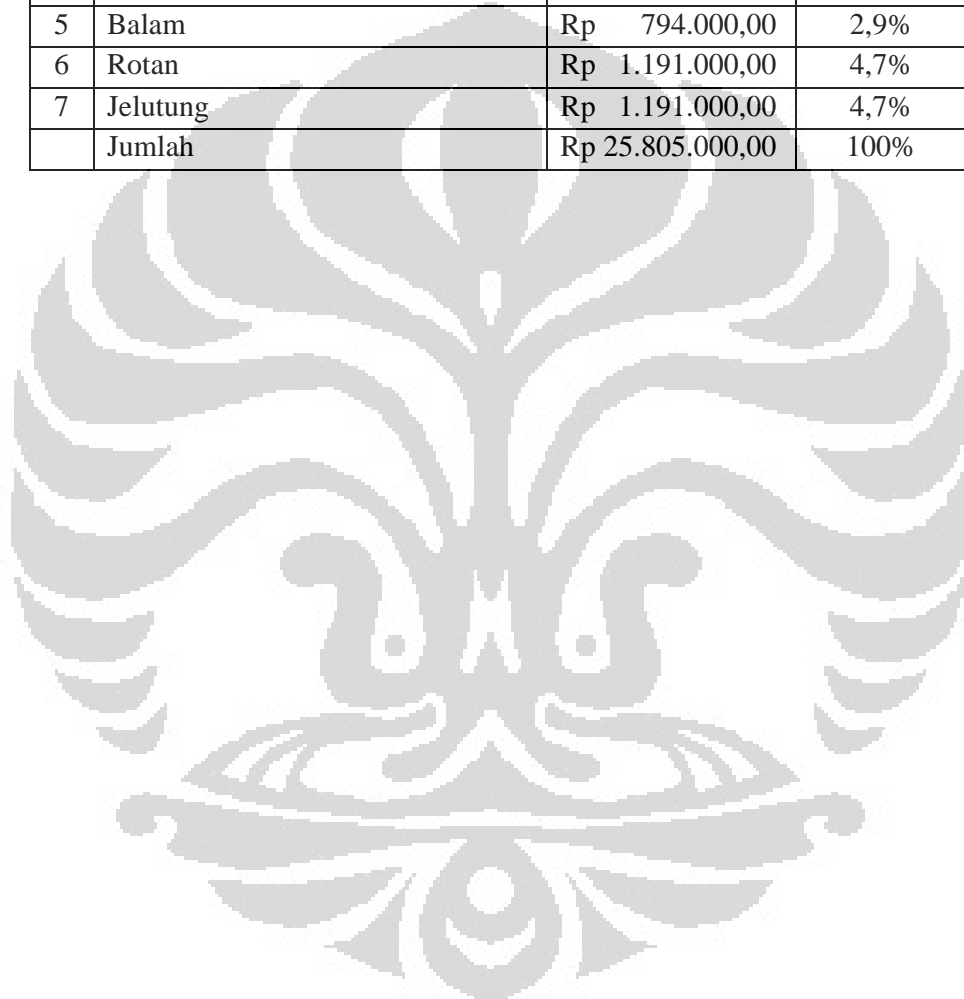 5 Balam Rp 794.000,00 2,9%
6 Rotan Rp 1.191.000,00 4,7%
7 Jelutung Rp 1.191.000,00 4,7%
Jumlah Rp 25.805.000,00 100%